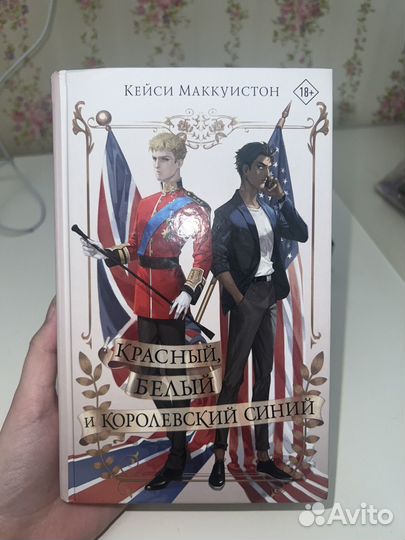 Кейси Маккуистон
18+
Красный,
белый
и королевский синий
Avito